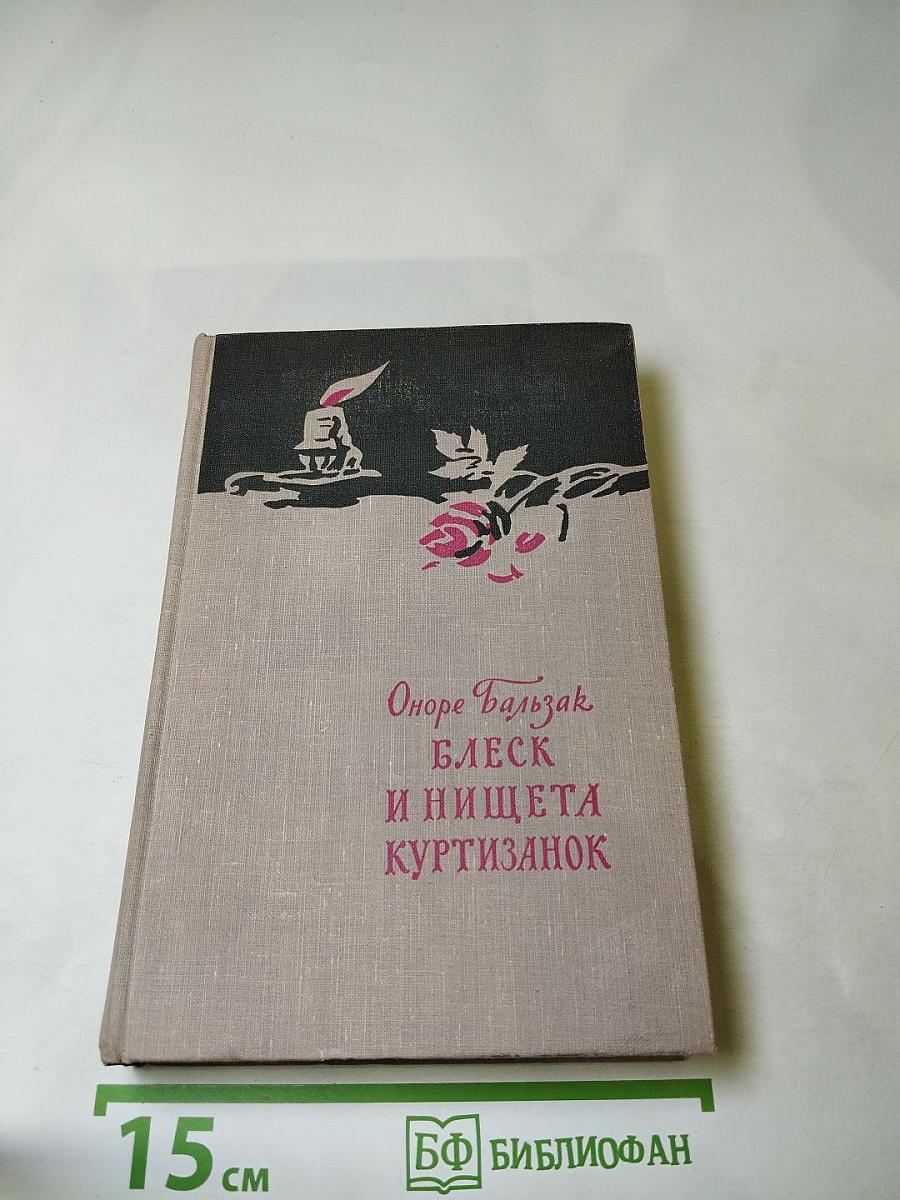 Оноре Бальзак
БЛЕСК
И НИЩЕТА
КУРТИЗАНОК
15 см
БФ БИБЛИОФАН